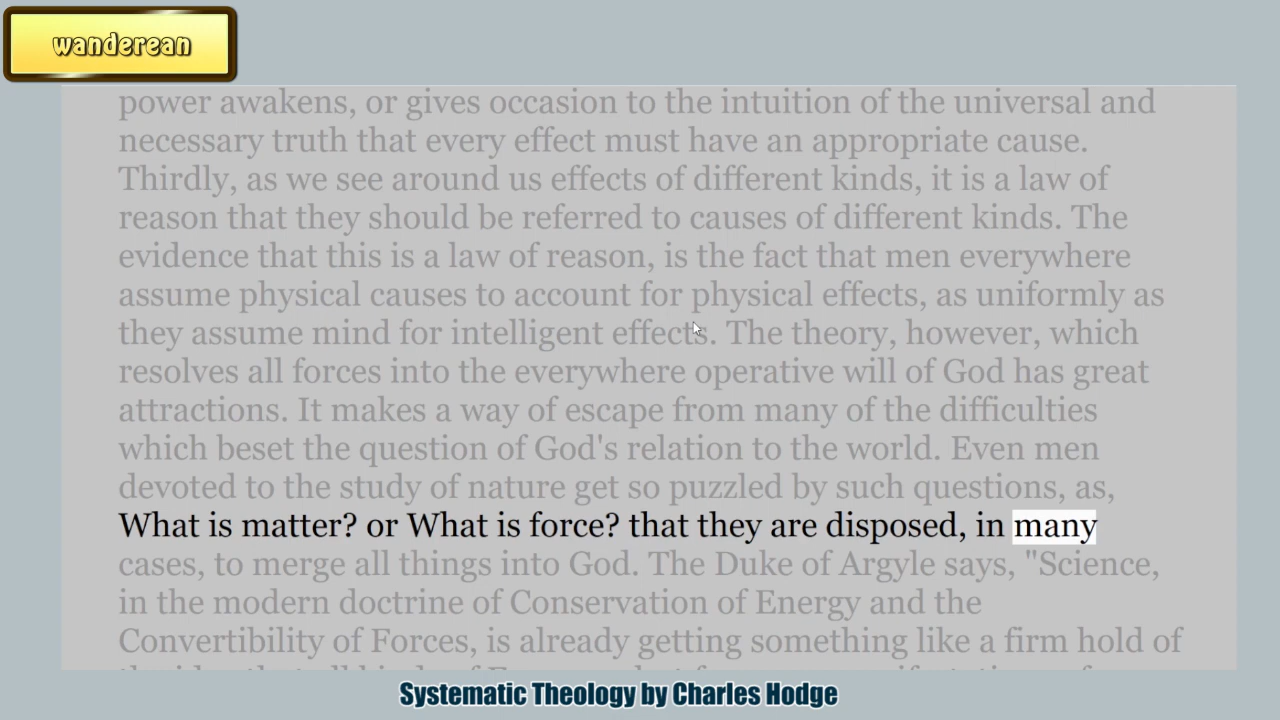 wanderean
power awakens, or gives occasion to the intuition of the universal and
necessary truth that every effect must have an appropriate cause.
Thirdly, as we see around us effects of different kinds, it is a law of
reason that they should be referred to causes of different kinds. The
evidence that this is a law of reason, is the fact that men everywhere
assume physical causes to account for physical effects, as uniformly as
they assume mind for intelligent effects. The theory, however, which
resolves all forces into the everywhere operative will of God has great
attractions. It makes a way of escape from many of the difficulties
which beset the question of God's relation to the world. Even men
devoted to the study of nature get so puzzled by such questions, as,
What is matter? or What is force? that they are disposed, in many
cases, to merge all things into God. The Duke of Argyle says, "Science,
in the modern doctrine of Conservation of Energy and the
Convertibility of Forces, is already getting something like a firm hold of
Systematic Theology by Charles Hodge